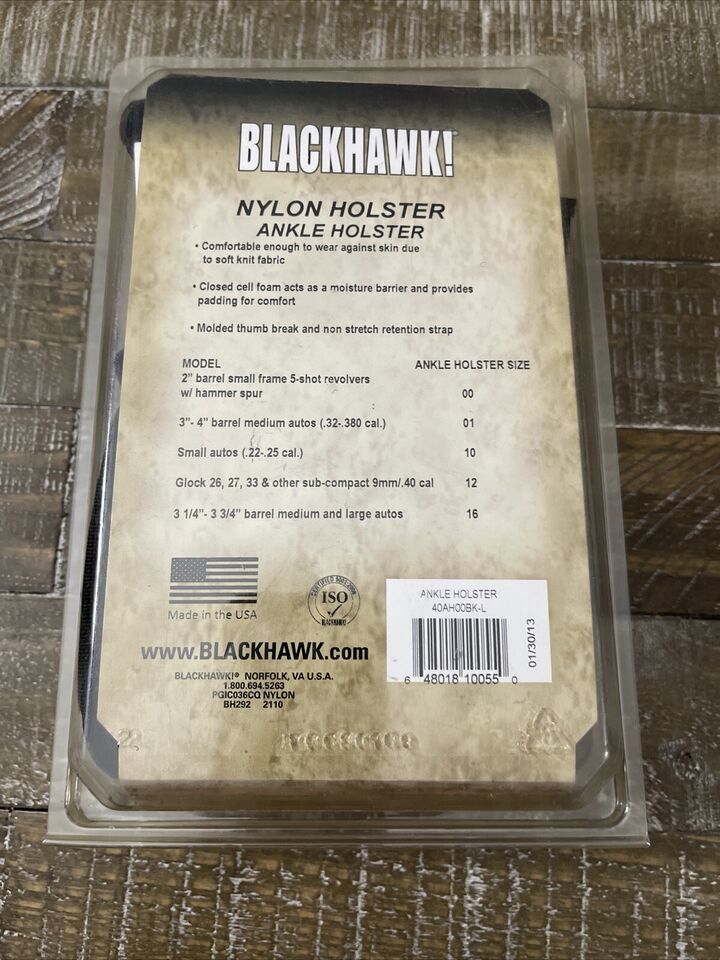 BLACKHAWK!
NYLON HOLSTER
ANKLE HOLSTER
• Comfortable enough to wear against skin due
to soft knit fabric
• Closed cell foam acts as a moisture barrier and provides
padding for comfort
• Molded thumb break and non stretch retention strap
MODEL ANKLE HOLSTER SIZE
2" barrel small frame 5-shot revolvers
w/ hammer spur 00
3"- 4" barrel medium autos (.32-.380 cal.) 01
Small autos (.22-.25 cal.) 10
Glock 26, 27, 33 & other sub-compact 9mm/.40 cal 12
3 1/4"- 3 3/4" barrel medium and large autos 16
Made in the USA
ISO
BLACKHAWK!
www.BLACKHAWK.com
BLACKHAWK!® NORFOLK, VA U.S.A.
1.800.694.5263
PGIC036CQ NYLON
BH292 2110
ANKLE HOLSTER
40AH00BK-L
6 48018 10055 0
01/30/13
22